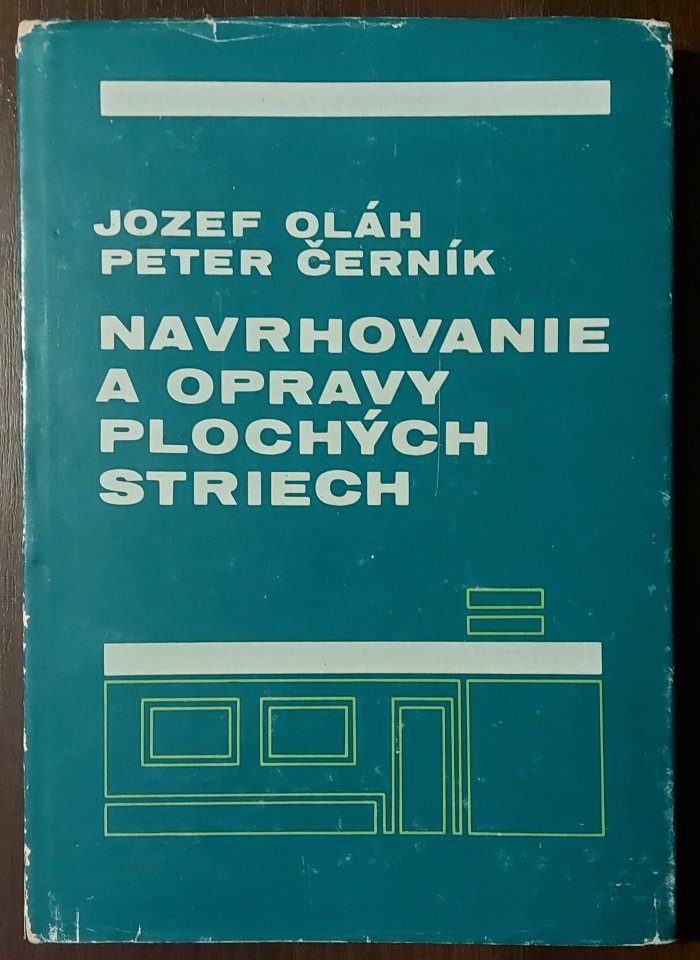 JOZEF OLÁH
PETER ČERNÍK
NAVRHOVANIE
A OPRAVY
PLOCHÝCH
STRIECH